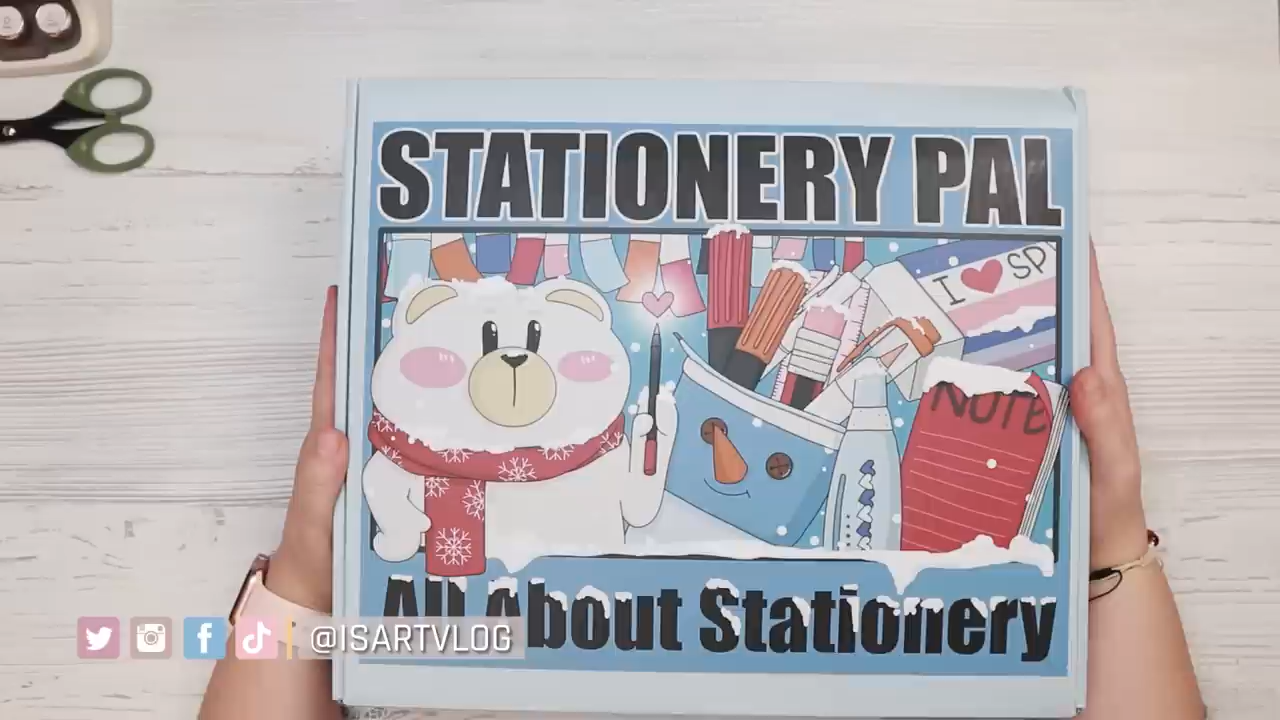 STATIONERY PAL
I ❤ SP
NOTE
All About Stationery
@ISARTVLOG